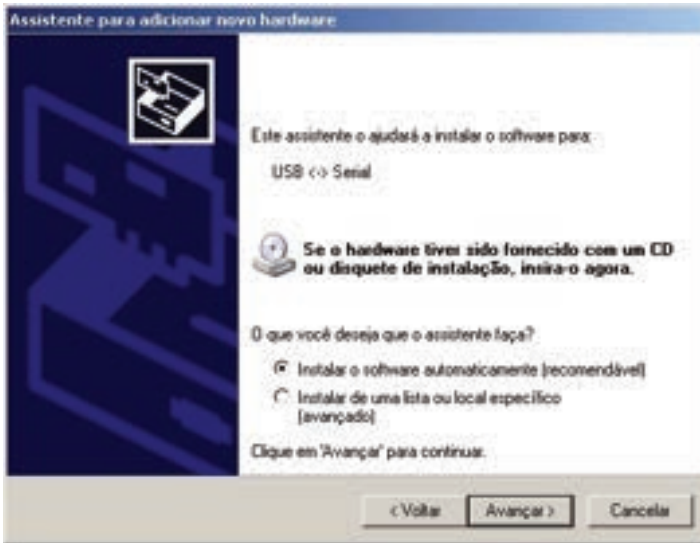 Assistente para adicionar novo hardware
Este assistente o ajudará a instalar o software para:
USB <-> Serial
Se o hardware tiver sido fornecido com um CD
ou disquete de instalação, insira-o agora.
O que você deseja que o assistente faça?
Instalar o software automaticamente (recomendável)
Instalar de uma lista ou local específico
(avançado)
Clique em 'Avançar' para continuar.
< Voltar
Avançar >
Cancelar